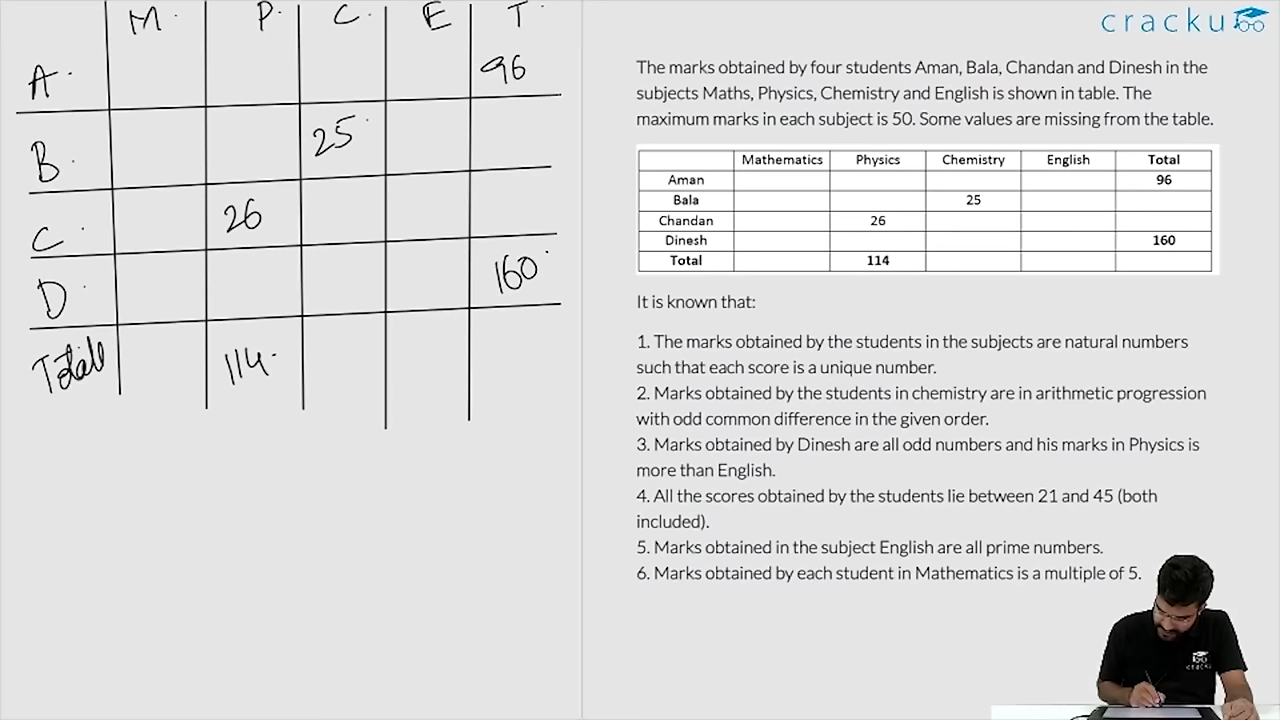 M. P. C. E T.
A. 96
B. 25
C. 26
D. 160
Total 114
cracku
The marks obtained by four students Aman, Bala, Chandan and Dinesh in the
subjects Maths, Physics, Chemistry and English is shown in table. The
maximum marks in each subject is 50. Some values are missing from the table.
Mathematics Physics Chemistry English Total
Aman 96
Bala 25
Chandan 26
Dinesh 160
Total 114
It is known that:
1. The marks obtained by the students in the subjects are natural numbers
such that each score is a unique number.
2. Marks obtained by the students in chemistry are in arithmetic progression
with odd common difference in the given order.
3. Marks obtained by Dinesh are all odd numbers and his marks in Physics is
more than English.
4. All the scores obtained by the students lie between 21 and 45 (both
included).
5. Marks obtained in the subject English are all prime numbers.
6. Marks obtained by each student in Mathematics is a multiple of 5.
cracku